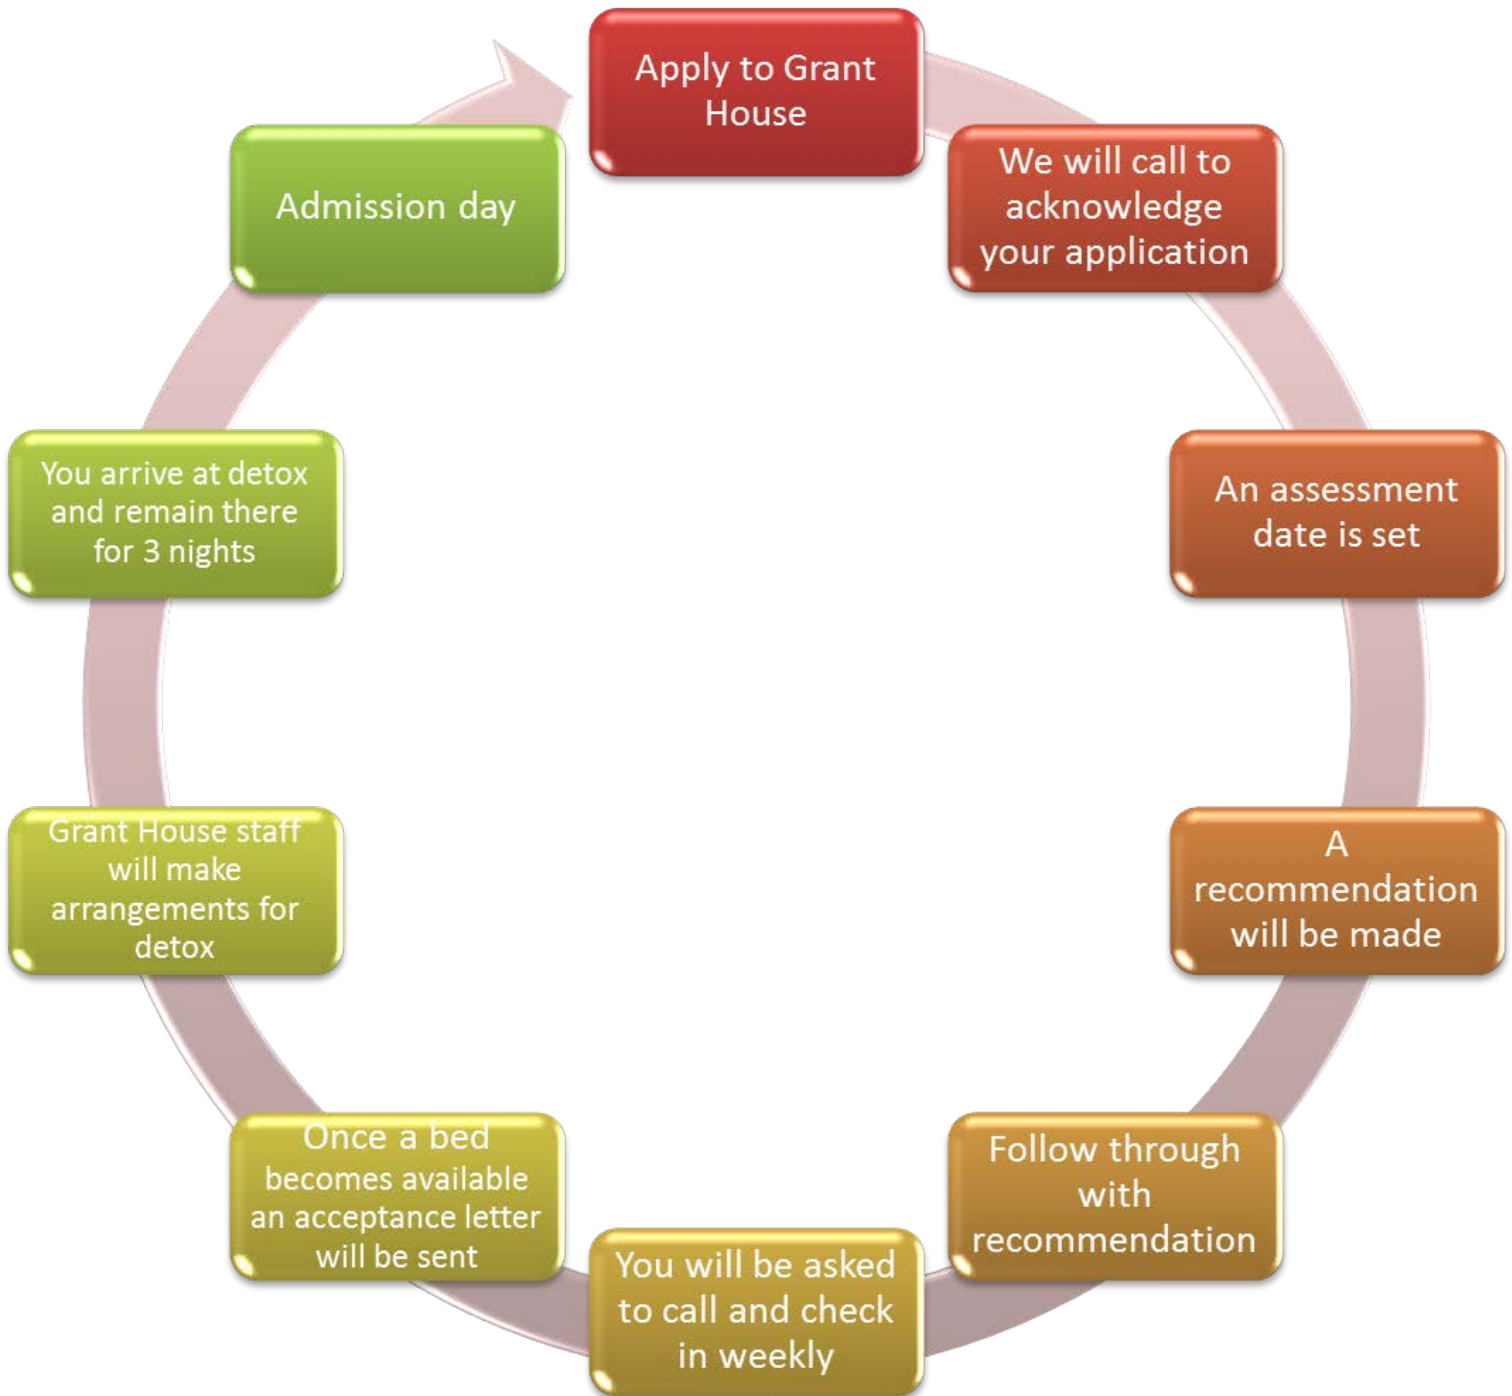 Apply to Grant
House
We will call to
acknowledge
your application
An assessment
date is set
A
recommendation
will be made
Follow through
with
recommendation
You will be asked
to call and check
in weekly
Once a bed
becomes available
an acceptance letter
will be sent
Grant House staff
will make
arrangements for
detox
You arrive at detox
and remain there
for 3 nights
Admission day